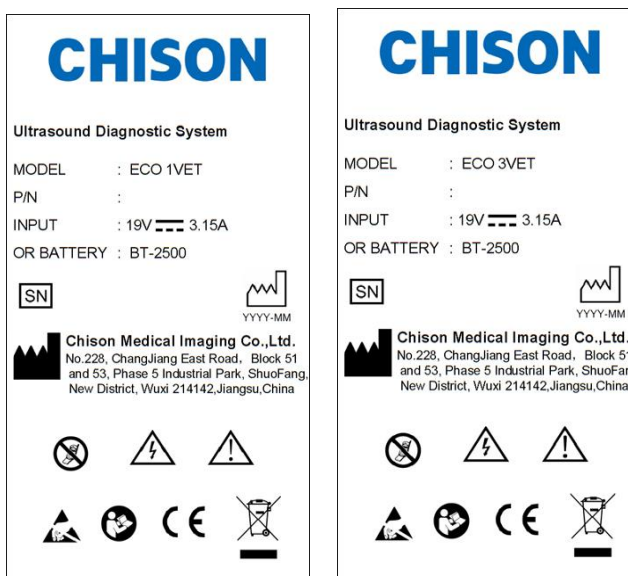 CHISON
Ultrasound Diagnostic System
MODEL : ECO 1VET
P/N :
INPUT : 19V 3.15A
OR BATTERY : BT-2500
SN
YYYY-MM
Chison Medical Imaging Co.,Ltd.
No.228, ChangJiang East Road, Block 51
and 53, Phase 5 Industrial Park, ShuoFang,
New District, Wuxi 214142,Jiangsu,China
CE
CHISON
Ultrasound Diagnostic System
MODEL : ECO 3VET
P/N :
INPUT : 19V 3.15A
OR BATTERY : BT-2500
SN
YYYY-MM
Chison Medical Imaging Co.,Ltd.
No.228, ChangJiang East Road, Block 51
and 53, Phase 5 Industrial Park, ShuoFan
New District, Wuxi 214142,Jiangsu,China
CE